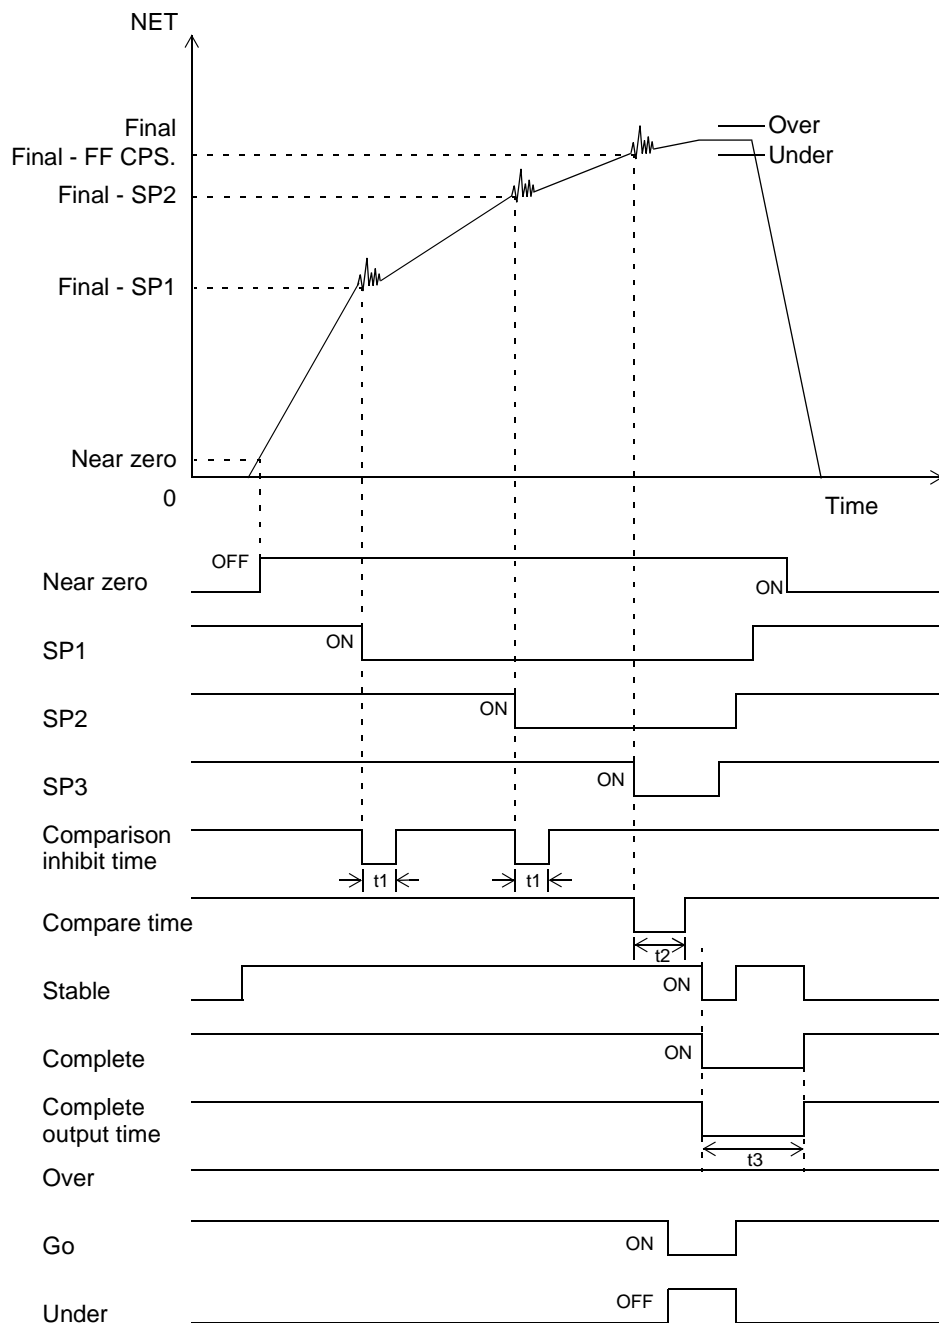 NET
Final
Over
Final - FF CPS.
Under
Final - SP2
Final - SP1
Near zero
0
Time
OFF
Near zero
ON
ON
SP1
ON
SP2
ON
SP3
Comparison
inhibit time
t1
t1
Compare time
t2
ON
Stable
ON
Complete
Complete
output time
t3
Over
ON
Go
OFF
Under